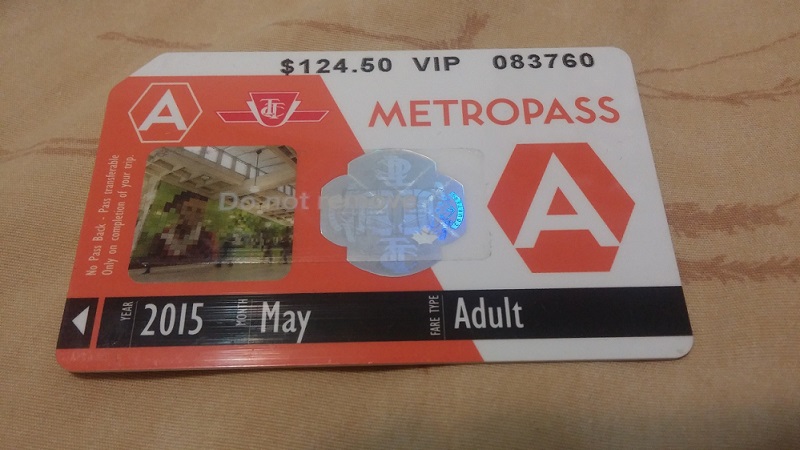 $124.50 VIP 083760
A
TTC
METROPASS
No Pass Back - Pass transferable
Only on completion of your trip.
Do not remove
A
YEAR 2015 MONTH May FARE TYPE Adult